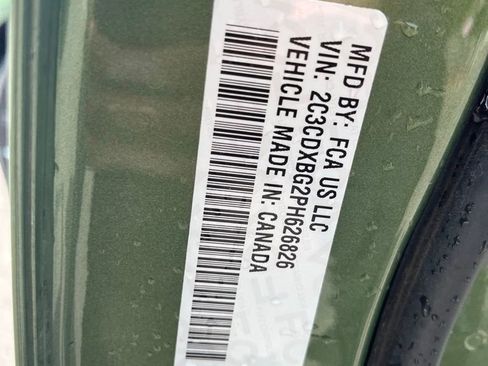 MFD BY: FCA US LLC
VIN: 2C3CDXBG2PH626826
VEHICLE MADE IN: CANADA